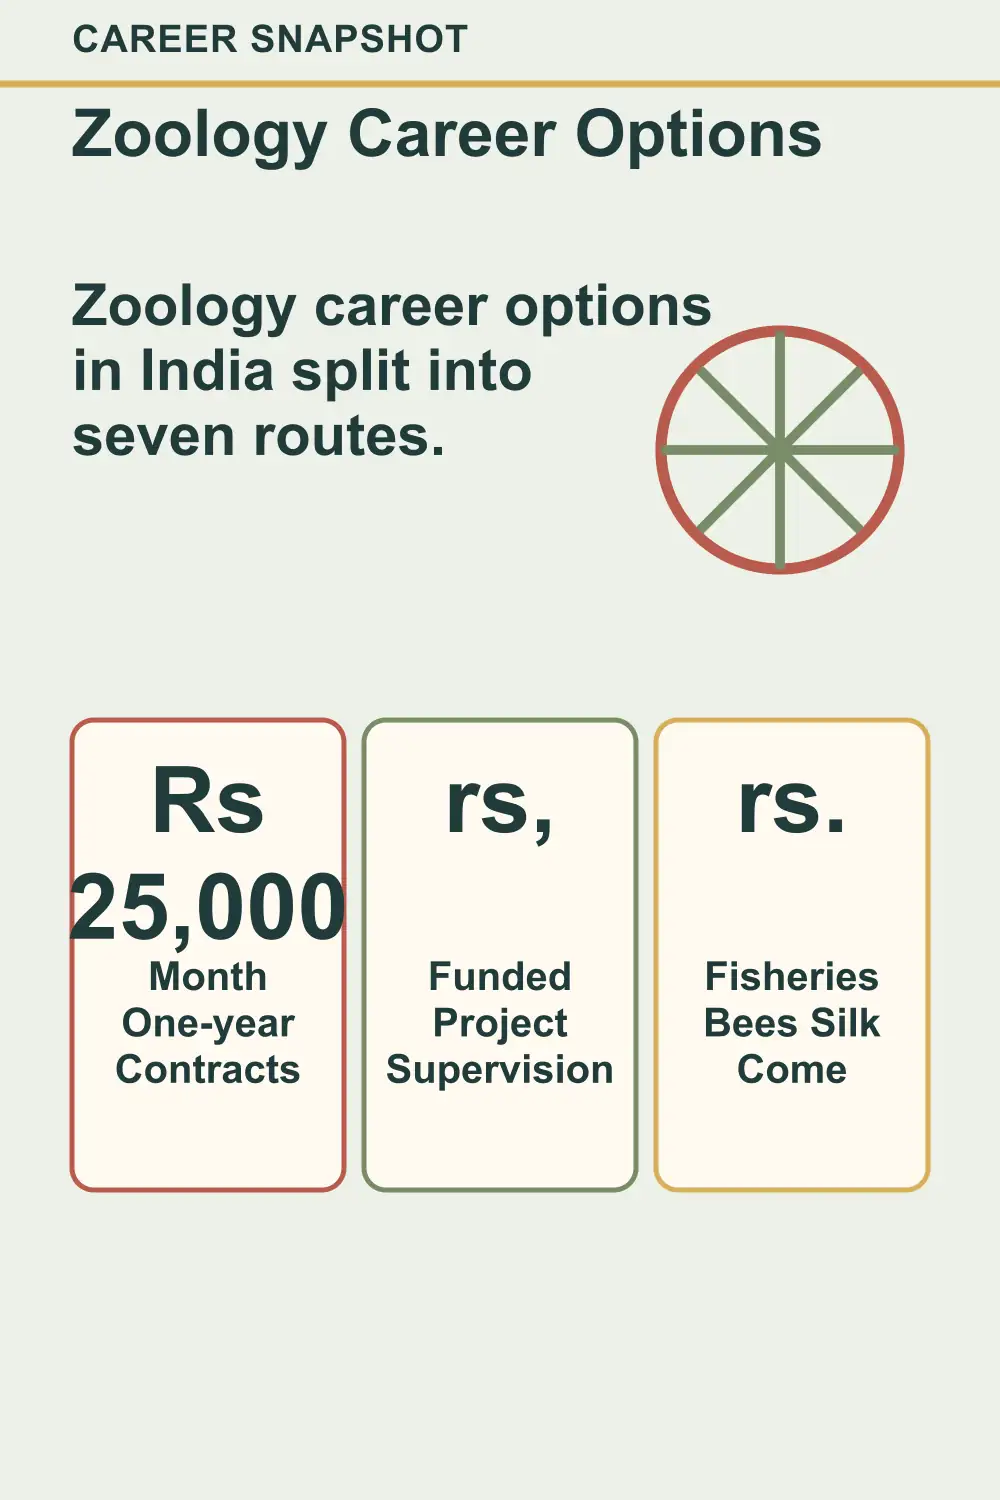 CAREER SNAPSHOT
Zoology Career Options
Zoology career options
in India split into
seven routes.
Rs
25,000
Month
One-year
Contracts
rs,
Funded
Project
Supervision
rs.
Fisheries
Bees Silk
Come